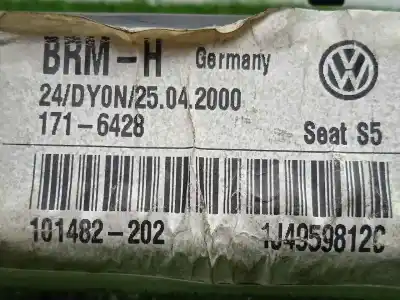 BRM-H Germany
24/DY0N/25.04.2000
171-6428 Seat S5
101482-202 1J4959812C